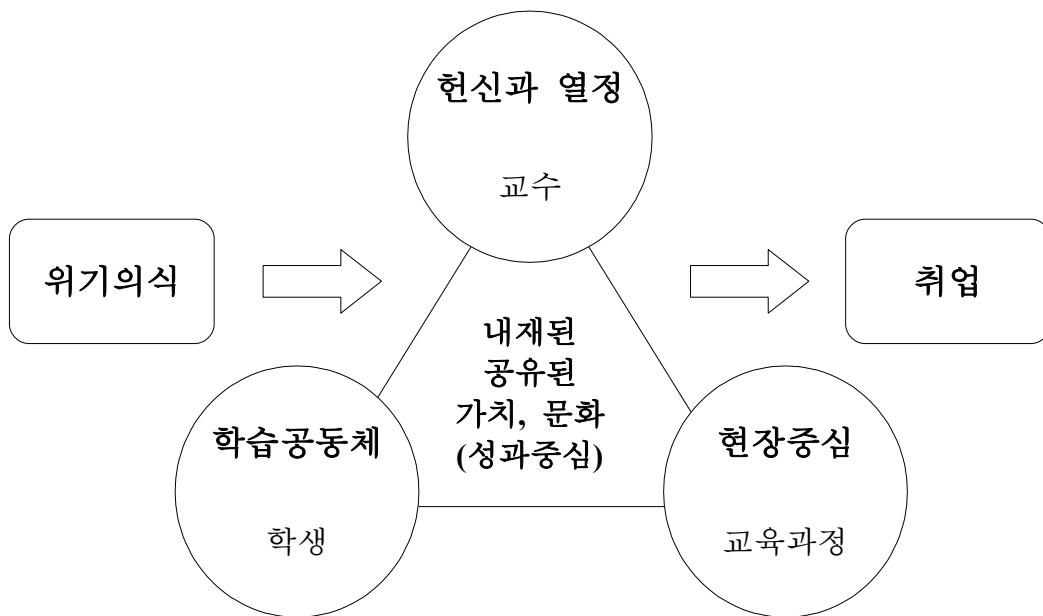 헌신과 열정
교수
위기의식
취업
내재된
공유된
가치, 문화
(성과중심)
학습공동체
학생
현장중심
교육과정